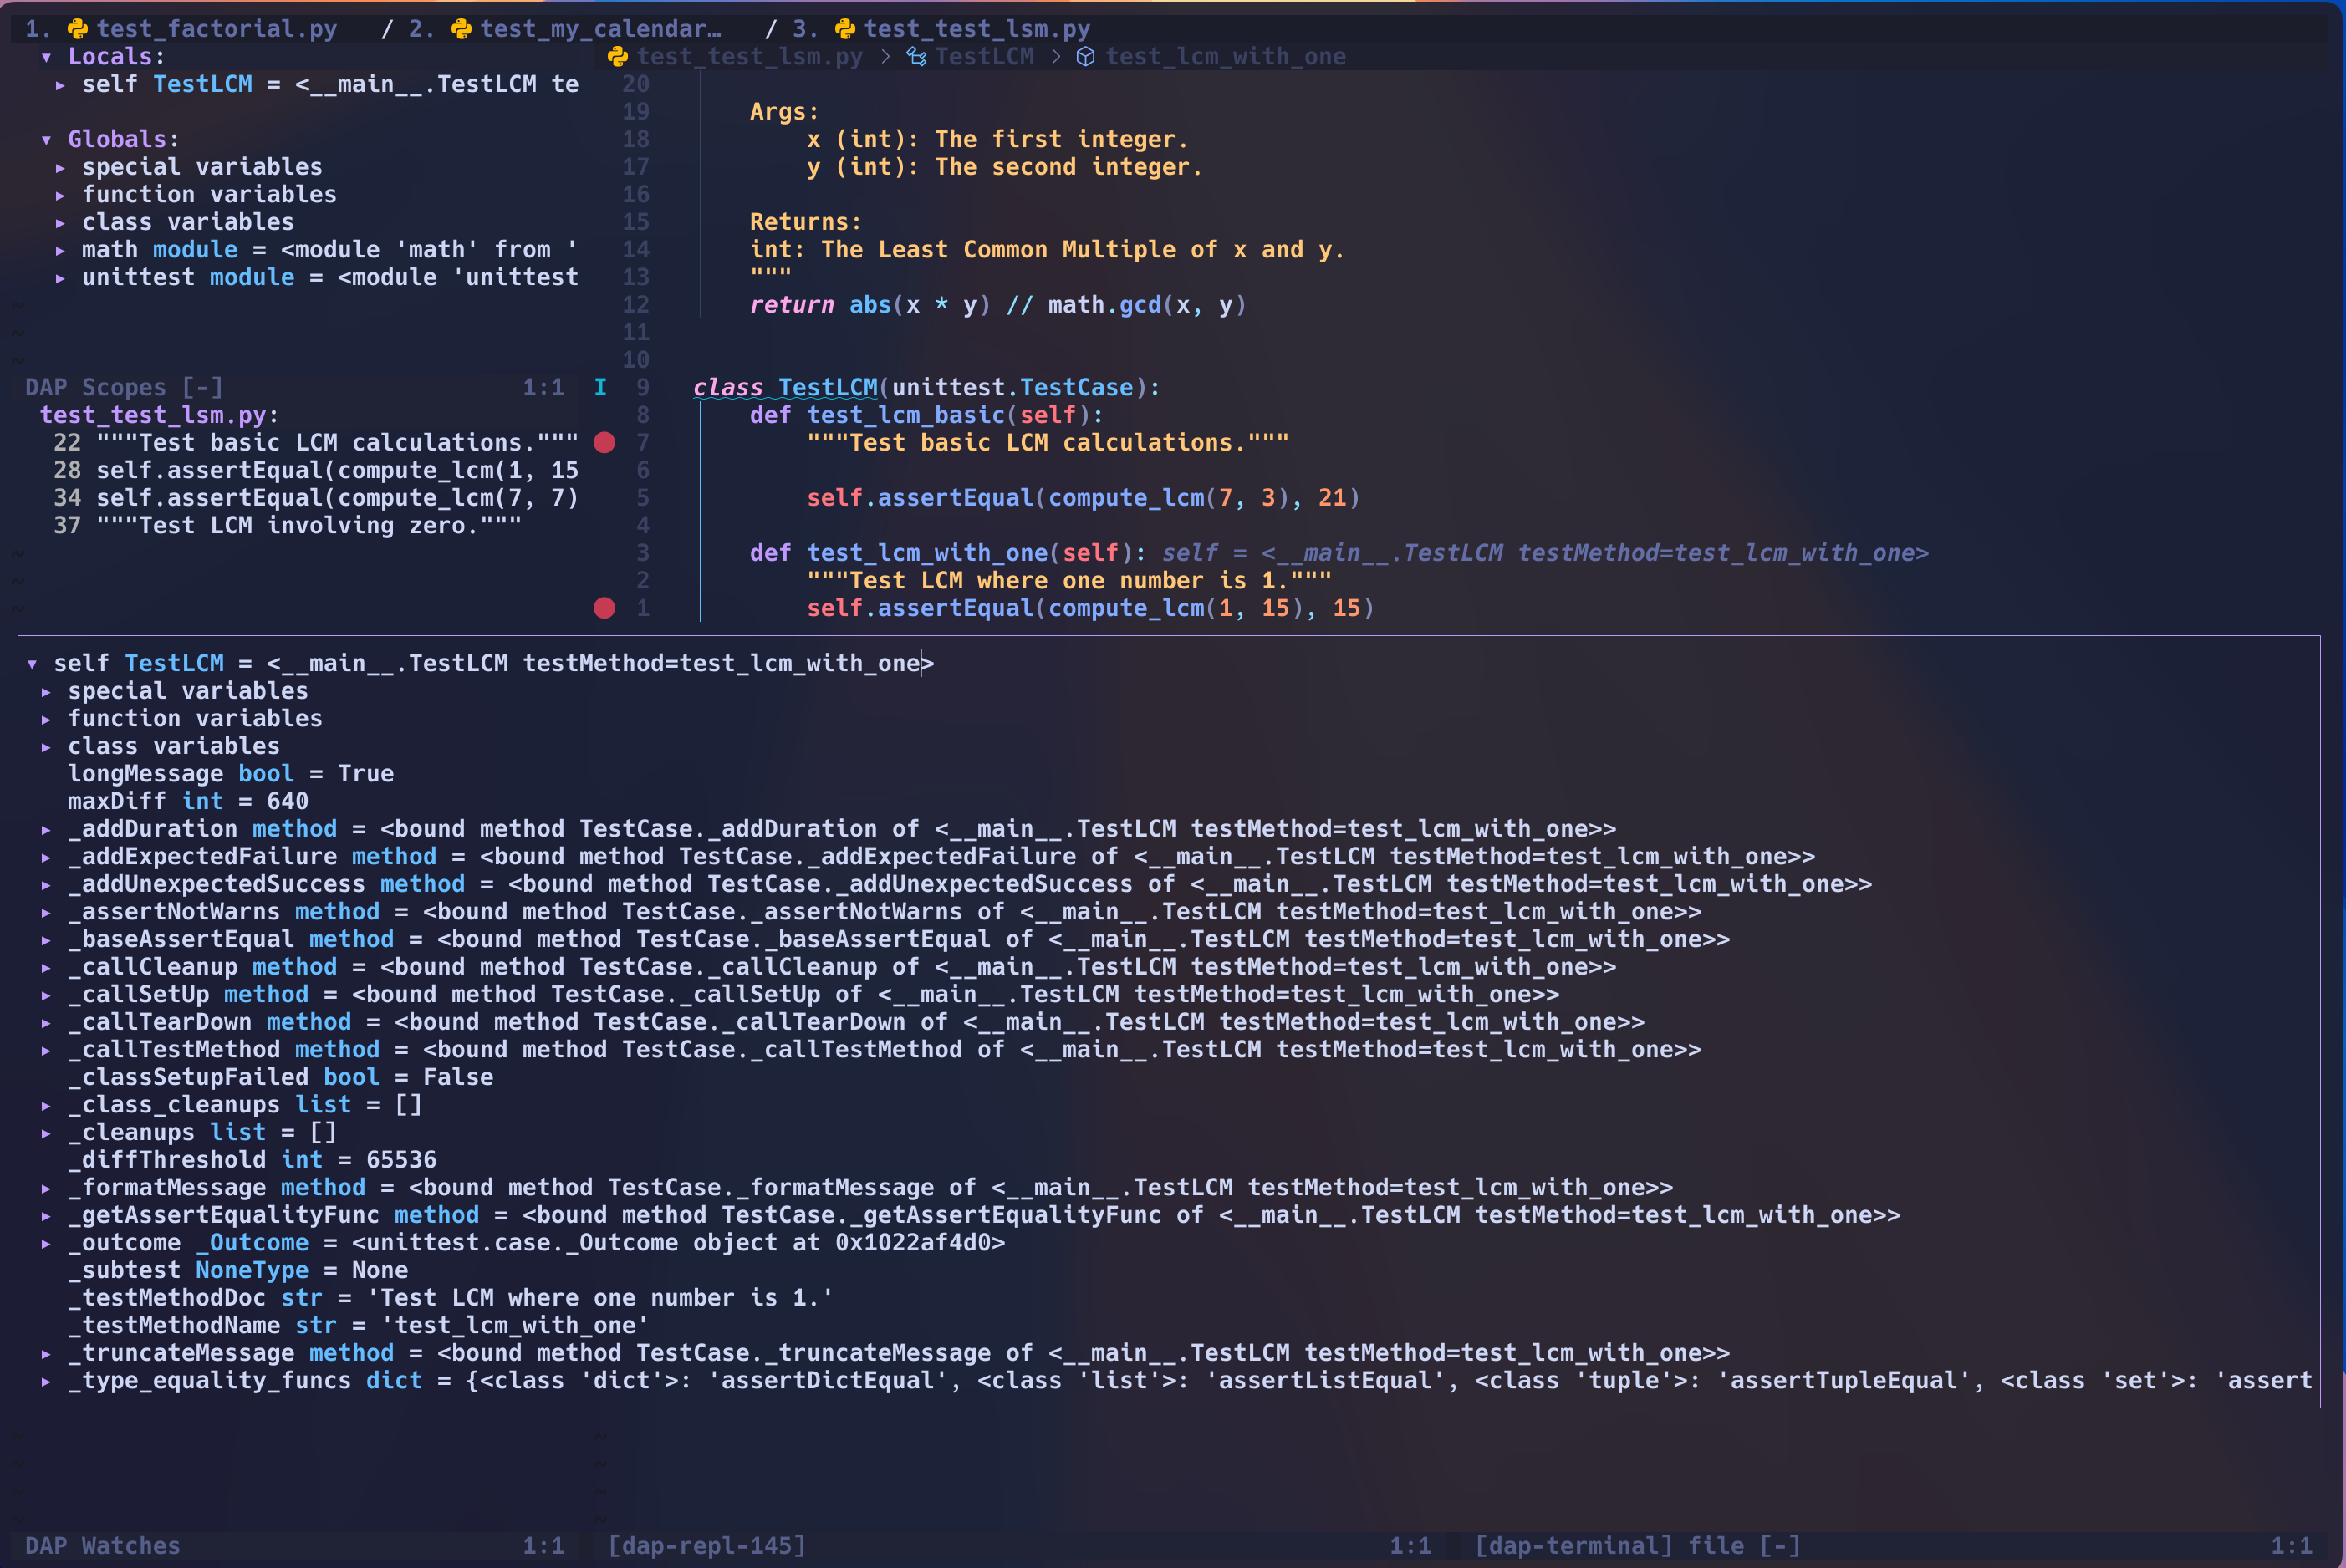 1. test_factorial.py / 2. test_my_calendar… / 3. test_test_lsm.py
▾ Locals:
▸ self TestLCM = <__main__.TestLCM te
▾ Globals:
▸ special variables
▸ function variables
▸ class variables
▸ math module = <module 'math' from '
▸ unittest module = <module 'unittest
~
~
~
DAP Scopes [-] 1:1
test_test_lsm.py:
22 """Test basic LCM calculations."""
28 self.assertEqual(compute_lcm(1, 15
34 self.assertEqual(compute_lcm(7, 7)
37 """Test LCM involving zero."""
~
~
~
test_test_lsm.py > TestLCM > test_lcm_with_one
20
19 Args:
18 x (int): The first integer.
17 y (int): The second integer.
16
15 Returns:
14 int: The Least Common Multiple of x and y.
13 """
12 return abs(x * y) // math.gcd(x, y)
11
10
I 9 class TestLCM(unittest.TestCase):
8 def test_lcm_basic(self):
7 """Test basic LCM calculations."""
6
5 self.assertEqual(compute_lcm(7, 3), 21)
4
3 def test_lcm_with_one(self): self = <__main__.TestLCM testMethod=test_lcm_with_one>
2 """Test LCM where one number is 1."""
1 self.assertEqual(compute_lcm(1, 15), 15)
▾ self TestLCM = <__main__.TestLCM testMethod=test_lcm_with_one>
▸ special variables
▸ function variables
▸ class variables
longMessage bool = True
maxDiff int = 640
▸ _addDuration method = <bound method TestCase._addDuration of <__main__.TestLCM testMethod=test_lcm_with_one>>
▸ _addExpectedFailure method = <bound method TestCase._addExpectedFailure of <__main__.TestLCM testMethod=test_lcm_with_one>>
▸ _addUnexpectedSuccess method = <bound method TestCase._addUnexpectedSuccess of <__main__.TestLCM testMethod=test_lcm_with_one>>
▸ _assertNotWarns method = <bound method TestCase._assertNotWarns of <__main__.TestLCM testMethod=test_lcm_with_one>>
▸ _baseAssertEqual method = <bound method TestCase._baseAssertEqual of <__main__.TestLCM testMethod=test_lcm_with_one>>
▸ _callCleanup method = <bound method TestCase._callCleanup of <__main__.TestLCM testMethod=test_lcm_with_one>>
▸ _callSetUp method = <bound method TestCase._callSetUp of <__main__.TestLCM testMethod=test_lcm_with_one>>
▸ _callTearDown method = <bound method TestCase._callTearDown of <__main__.TestLCM testMethod=test_lcm_with_one>>
▸ _callTestMethod method = <bound method TestCase._callTestMethod of <__main__.TestLCM testMethod=test_lcm_with_one>>
_classSetupFailed bool = False
▸ _class_cleanups list = []
▸ _cleanups list = []
_diffThreshold int = 65536
▸ _formatMessage method = <bound method TestCase._formatMessage of <__main__.TestLCM testMethod=test_lcm_with_one>>
▸ _getAssertEqualityFunc method = <bound method TestCase._getAssertEqualityFunc of <__main__.TestLCM testMethod=test_lcm_with_one>>
▸ _outcome _Outcome = <unittest.case._Outcome object at 0x1022af4d0>
_subtest NoneType = None
_testMethodDoc str = 'Test LCM where one number is 1.'
_testMethodName str = 'test_lcm_with_one'
▸ _truncateMessage method = <bound method TestCase._truncateMessage of <__main__.TestLCM testMethod=test_lcm_with_one>>
▸ _type_equality_funcs dict = {<class 'dict'>: 'assertDictEqual', <class 'list'>: 'assertListEqual', <class 'tuple'>: 'assertTupleEqual', <class 'set'>: 'assert
~ ~
~ ~
~ ~
~ ~
DAP Watches 1:1 [dap-repl-145] 1:1 [dap-terminal] file [-] 1:1